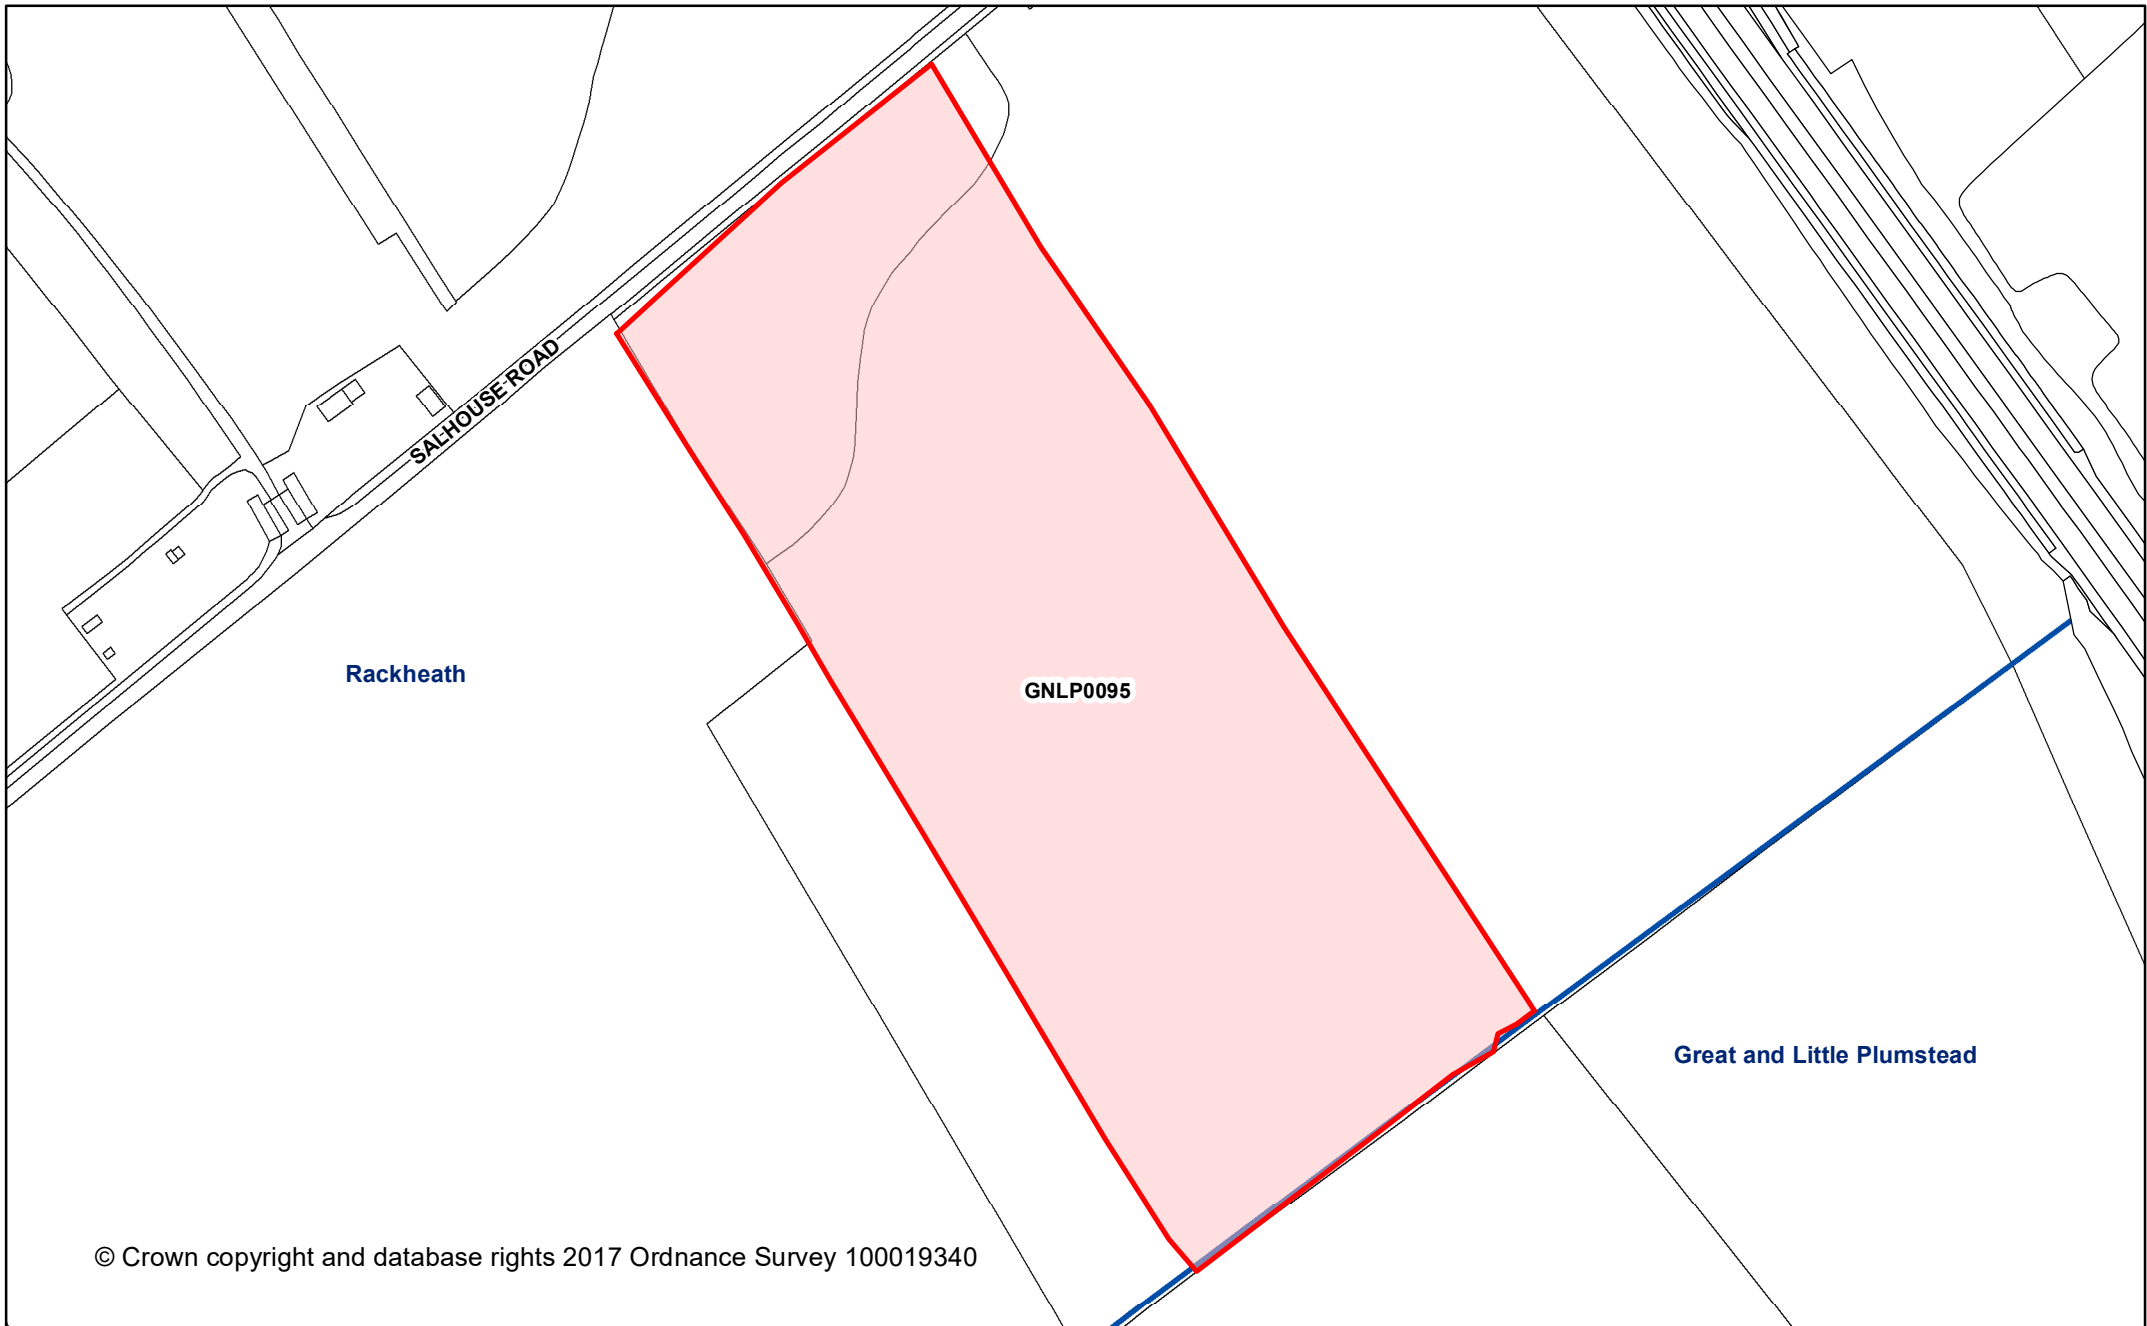 SALHOUSE ROAD
Rackheath
GNLP0095
Great and Little Plumstead
© Crown copyright and database rights 2017 Ordnance Survey 100019340